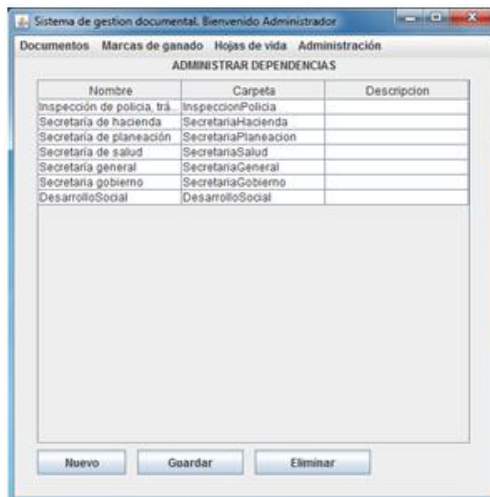 Sistema de gestion documental. Bienvenido Administrador
Documentos Marcas de ganado Hojas de vida Administración
ADMINISTRAR DEPENDENCIAS
Nombre Carpeta Descripcion
Inspección de policia, trá... InspeccionPolicia
Secretaría de hacienda SecretariaHacienda
Secretaría de planeación SecretariaPlaneacion
Secretaría de salud SecretariaSalud
Secretaría general SecretariaGeneral
Secretaria gobierno SecretariaGobierno
DesarrolloSocial DesarrolloSocial
Nuevo Guardar Eliminar